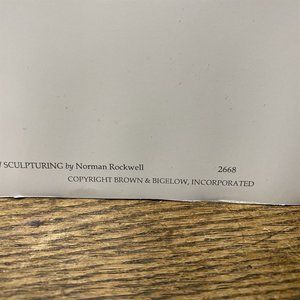 SCULPTURING by Norman Rockwell 2668
COPYRIGHT BROWN & BIGELOW, INCORPORATED